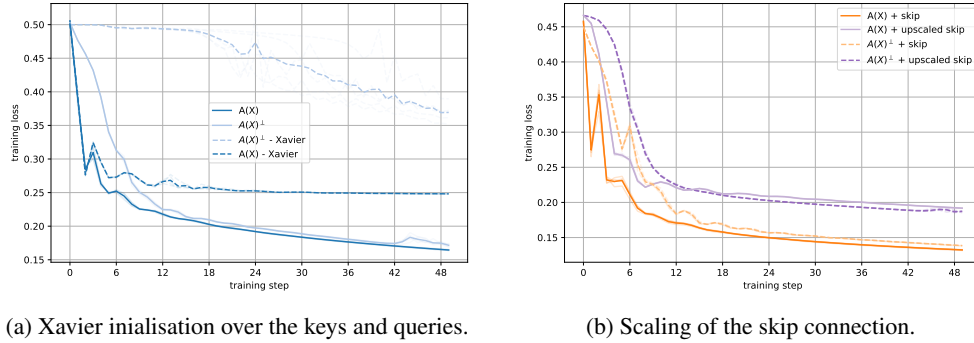 0.50
0.45
0.40
0.35
0.30
0.25
0.20
0.15
training loss
0 6 12 18 24 30 36 42 48
training step
A(X)
A(X)⊥
A(X)⊥ - Xavier
A(X) - Xavier
(a) Xavier inialisation over the keys and queries.
0.45
0.40
0.35
0.30
0.25
0.20
0.15
training loss
0 6 12 18 24 30 36 42 48
training step
A(X) + skip
A(X) + upscaled skip
A(X)⊥ + skip
A(X)⊥ + upscaled skip
(b) Scaling of the skip connection.